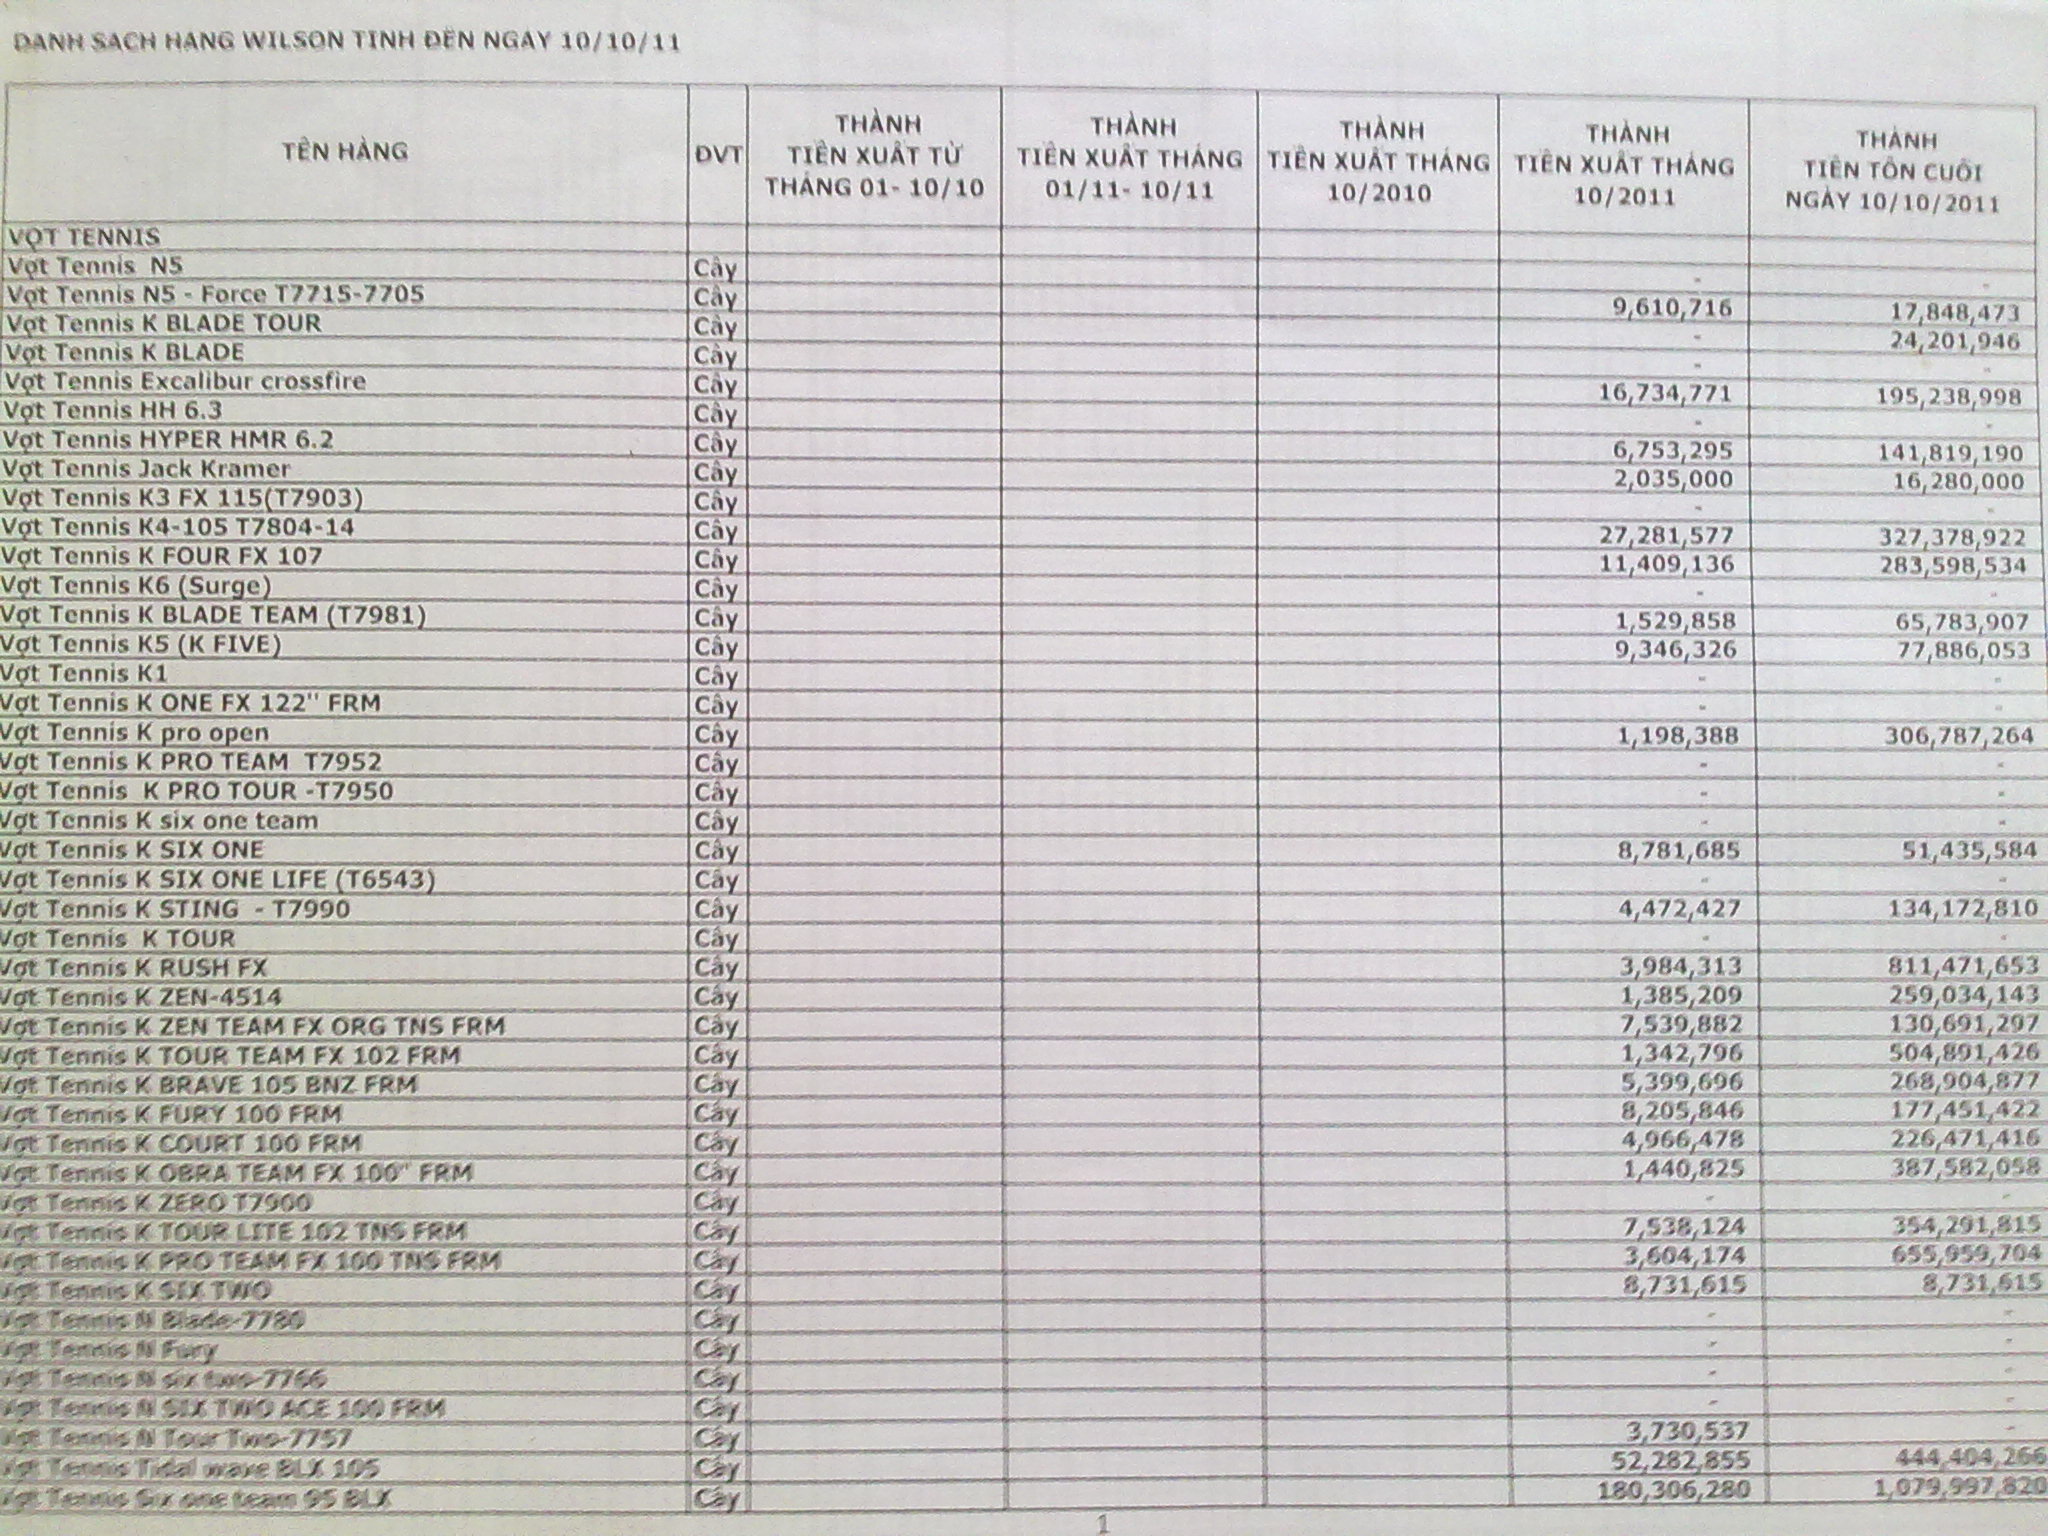 DANH SÁCH HÀNG WILSON TÍNH ĐẾN NGÀY 10/10/11
TÊN HÀNG ĐVT THÀNH TIỀN XUẤT TỪ THÁNG 01- 10/10 THÀNH TIỀN XUẤT THÁNG 01/11- 10/11 THÀNH TIỀN XUẤT THÁNG 10/2010 THÀNH TIỀN XUẤT THÁNG 10/2011 THÀNH TIỀN TỒN CUỐI NGÀY 10/10/2011
VỢT TENNIS
Vợt Tennis N5 Cây - -
Vợt Tennis N5 - Force T7715-7705 Cây 9,610,716 17,848,473
Vợt Tennis K BLADE TOUR Cây - 24,201,946
Vợt Tennis K BLADE Cây - -
Vợt Tennis Excalibur crossfire Cây 16,734,771 195,238,998
Vợt Tennis HH 6.3 Cây - -
Vợt Tennis HYPER HMR 6.2 Cây 6,753,295 141,819,190
Vợt Tennis Jack Kramer Cây 2,035,000 16,280,000
Vợt Tennis K3 FX 115(T7903) Cây - -
Vợt Tennis K4-105 T7804-14 Cây 27,281,577 327,378,922
Vợt Tennis K FOUR FX 107 Cây 11,409,136 283,598,534
Vợt Tennis K6 (Surge) Cây - -
Vợt Tennis K BLADE TEAM (T7981) Cây 1,529,858 65,783,907
Vợt Tennis K5 (K FIVE) Cây 9,346,326 77,886,053
Vợt Tennis K1 Cây - -
Vợt Tennis K ONE FX 122'' FRM Cây - -
Vợt Tennis K pro open Cây 1,198,388 306,787,264
Vợt Tennis K PRO TEAM T7952 Cây - -
Vợt Tennis K PRO TOUR -T7950 Cây - -
Vợt Tennis K six one team Cây - -
Vợt Tennis K SIX ONE Cây 8,781,685 51,435,584
Vợt Tennis K SIX ONE LIFE (T6543) Cây - -
Vợt Tennis K STING - T7990 Cây 4,472,427 134,172,810
Vợt Tennis K TOUR Cây - -
Vợt Tennis K RUSH FX Cây 3,984,313 811,471,653
Vợt Tennis K ZEN-4514 Cây 1,385,209 259,034,143
Vợt Tennis K ZEN TEAM FX ORG TNS FRM Cây 7,539,882 130,691,297
Vợt Tennis K TOUR TEAM FX 102 FRM Cây 1,342,796 504,891,426
Vợt Tennis K BRAVE 105 BNZ FRM Cây 5,399,696 268,904,877
Vợt Tennis K FURY 100 FRM Cây 8,205,846 177,451,422
Vợt Tennis K COURT 100 FRM Cây 4,966,478 226,471,416
Vợt Tennis K OBRA TEAM FX 100'' FRM Cây 1,440,825 387,582,058
Vợt Tennis K ZERO T7900 Cây - -
Vợt Tennis K TOUR LITE 102 TNS FRM Cây 7,538,124 354,291,815
Vợt Tennis K PRO TEAM FX 100 TNS FRM Cây 3,604,174 655,959,704
Vợt Tennis K SIX TWO Cây 8,731,615 8,731,615
Vợt Tennis N Blade-7780 Cây - -
Vợt Tennis N Fury Cây - -
Vợt Tennis N six two-7766 Cây - -
Vợt Tennis N SIX TWO ACE 100 FRM Cây - -
Vợt Tennis N Tour Two-7757 Cây 3,730,537 -
Vợt Tennis Tidal wave BLX 105 Cây 52,282,855 444,404,266
Vợt Tennis Six one team 95 BLX Cây 180,306,280 1,079,997,820
1